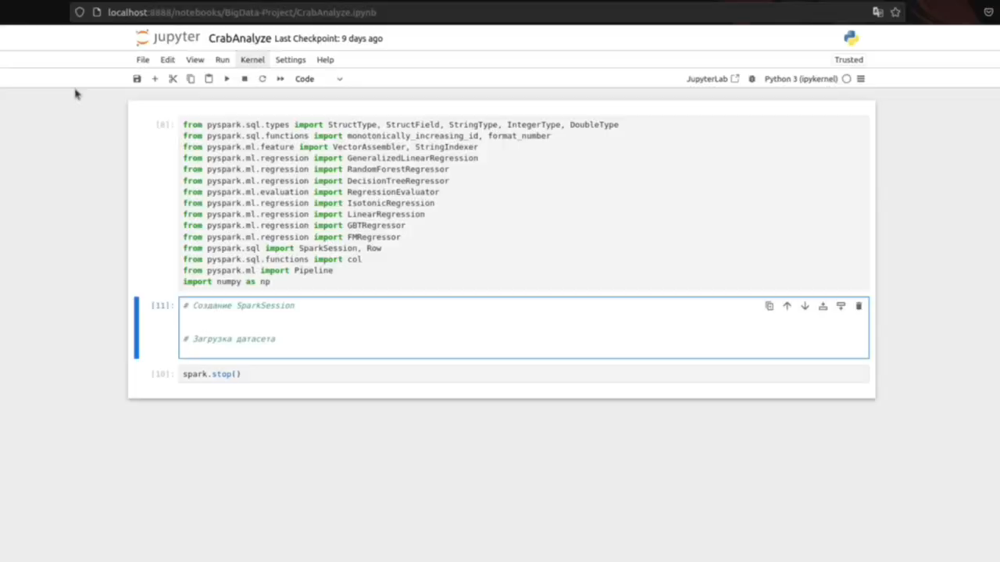 localhost:8888/notebooks/BigData-Project/CrabAnalyze.ipynb
jupyter CrabAnalyze Last Checkpoint: 9 days ago
File Edit View Run Kernel Settings Help Trusted
Code JupyterLab Python 3 (ipykernel)
[8]: from pyspark.sql.types import StructType, StructField, StringType, IntegerType, DoubleType
from pyspark.sql.functions import monotonically_increasing_id, format_number
from pyspark.ml.feature import VectorAssembler, StringIndexer
from pyspark.ml.regression import GeneralizedLinearRegression
from pyspark.ml.regression import RandomForestRegressor
from pyspark.ml.regression import DecisionTreeRegressor
from pyspark.ml.evaluation import RegressionEvaluator
from pyspark.ml.regression import IsotonicRegression
from pyspark.ml.regression import LinearRegression
from pyspark.ml.regression import GBTRegressor
from pyspark.ml.regression import FMRegressor
from pyspark.sql import SparkSession, Row
from pyspark.sql.functions import col
from pyspark.ml import Pipeline
import numpy as np
[11]: # Создание SparkSession
# Загрузка датасета
[10]: spark.stop()